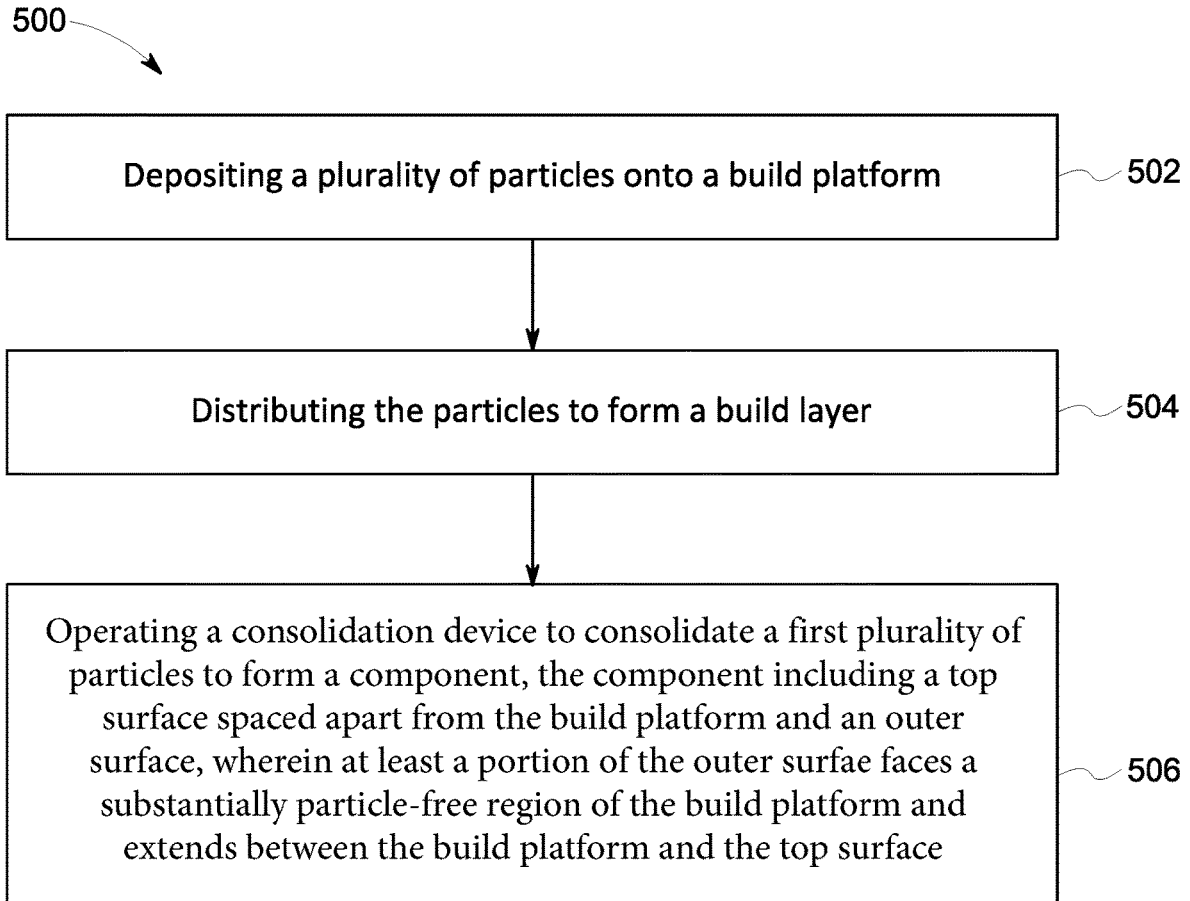 500
Depositing a plurality of particles onto a build platform
502
Distributing the particles to form a build layer
504
Operating a consolidation device to consolidate a first plurality of
particles to form a component, the component including a top
surface spaced apart from the build platform and an outer
surface, wherein at least a portion of the outer surfae faces a
substantially particle-free region of the build platform and
extends between the build platform and the top surface
506